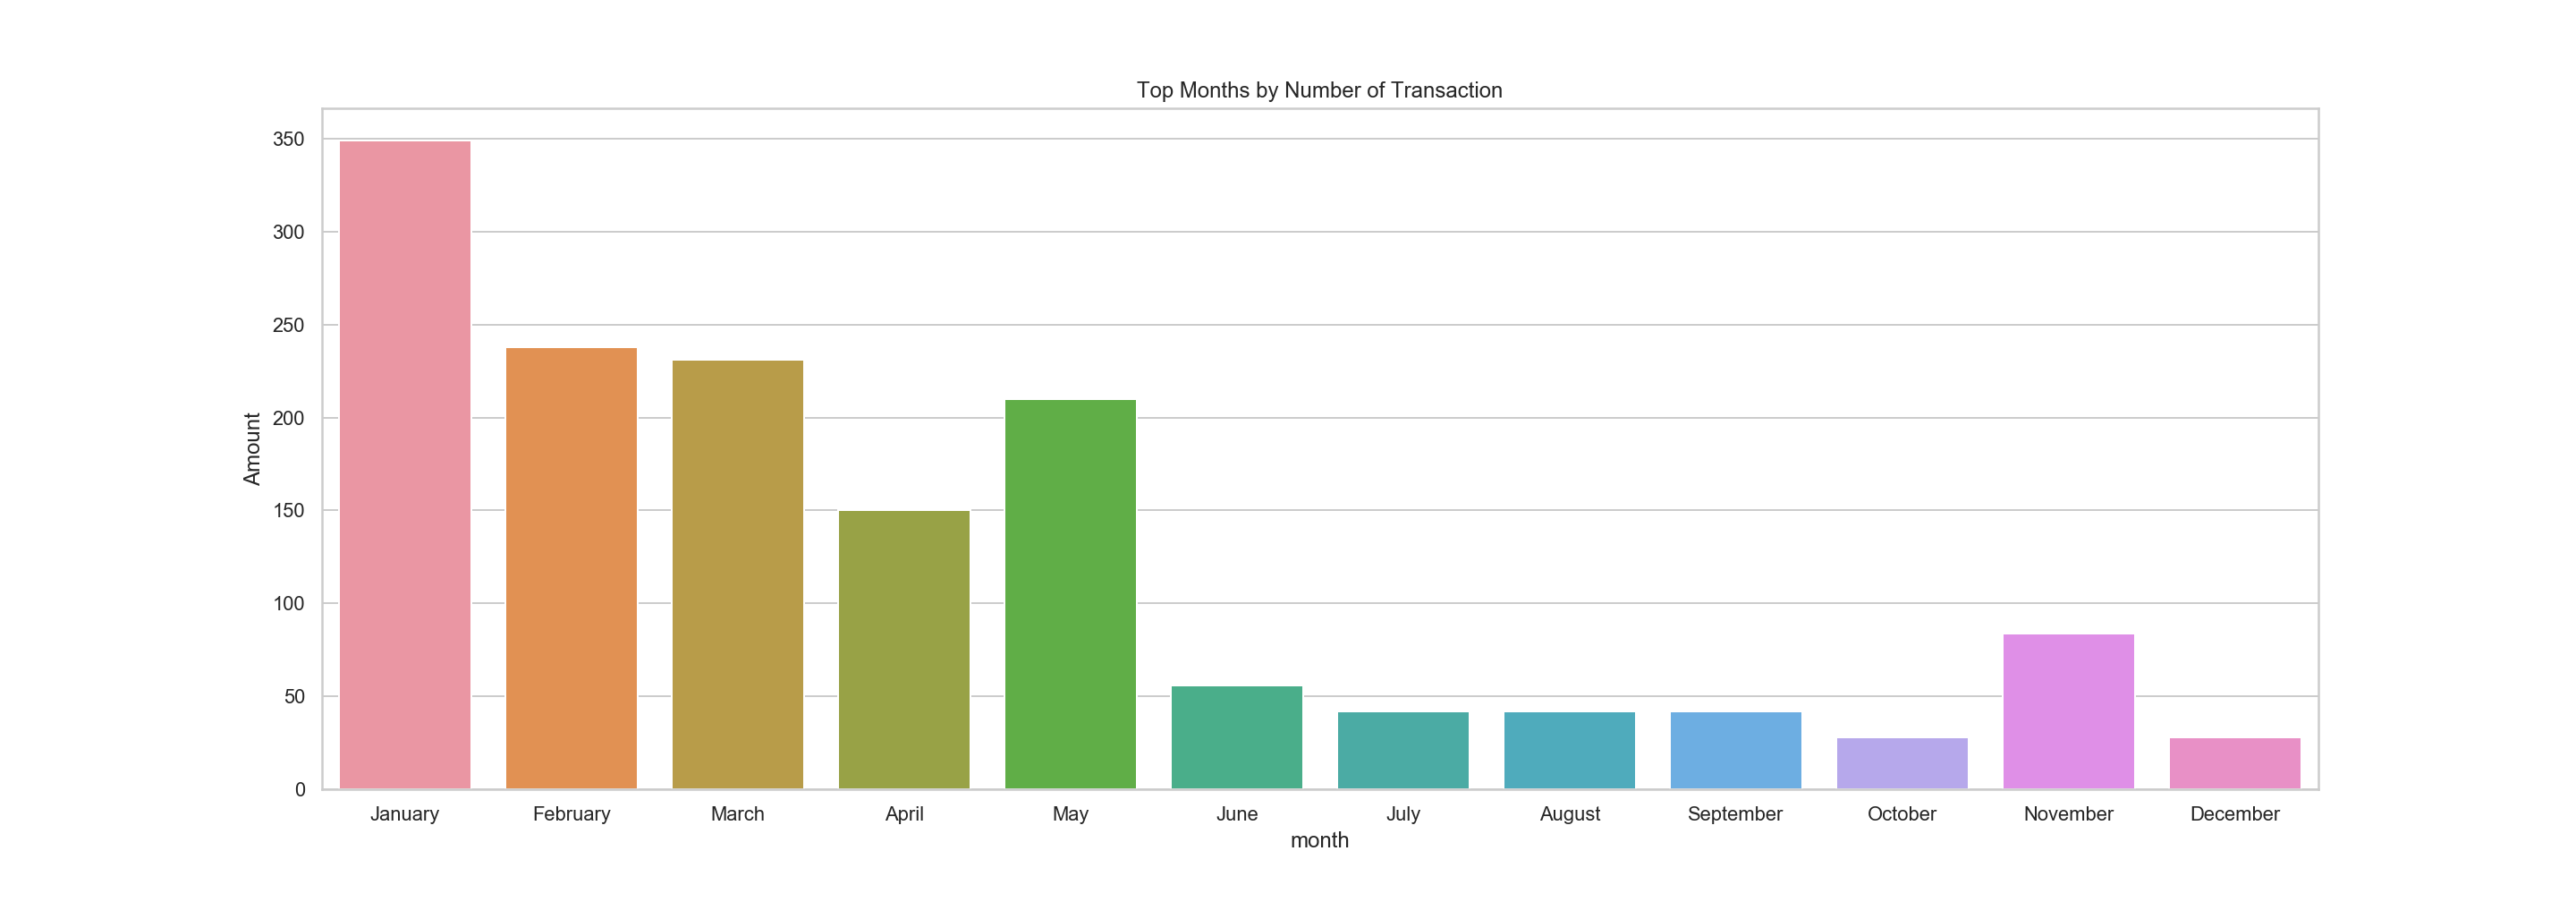 Top Months by Number of Transaction
350
300
250
200
150
100
50
0
Amount
January February March April May June July August September October November December
month